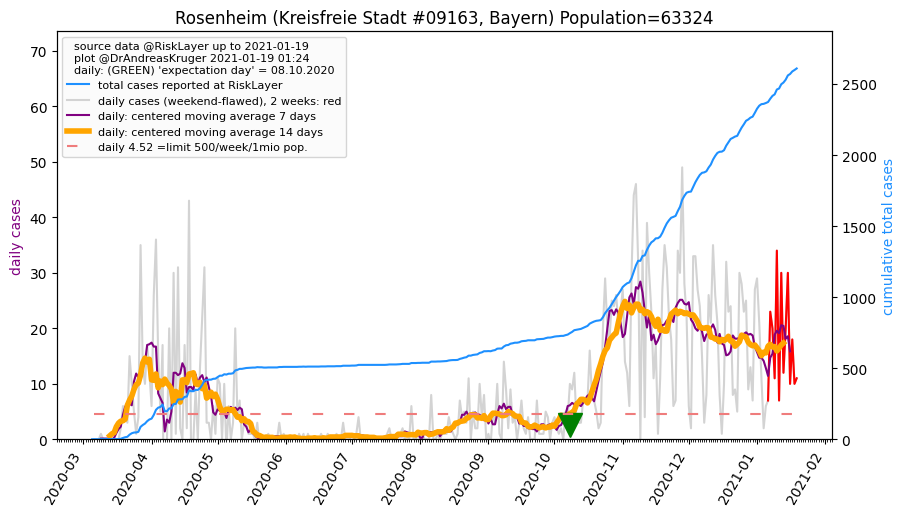 Rosenheim (Kreisfreie Stadt #09163, Bayern) Population=63324
source data @RiskLayer up to 2021-01-19
plot @DrAndreasKruger 2021-01-19 01:24
daily: (GREEN) 'expectation day' = 08.10.2020
total cases reported at RiskLayer
daily cases (weekend-flawed), 2 weeks: red
daily: centered moving average 7 days
daily: centered moving average 14 days
daily 4.52 =limit 500/week/1mio pop.
daily cases
70
60
50
40
30
20
10
0
cumulative total cases
2500
2000
1500
1000
500
0
2020-03
2020-04
2020-05
2020-06
2020-07
2020-08
2020-09
2020-10
2020-11
2020-12
2021-01
2021-02